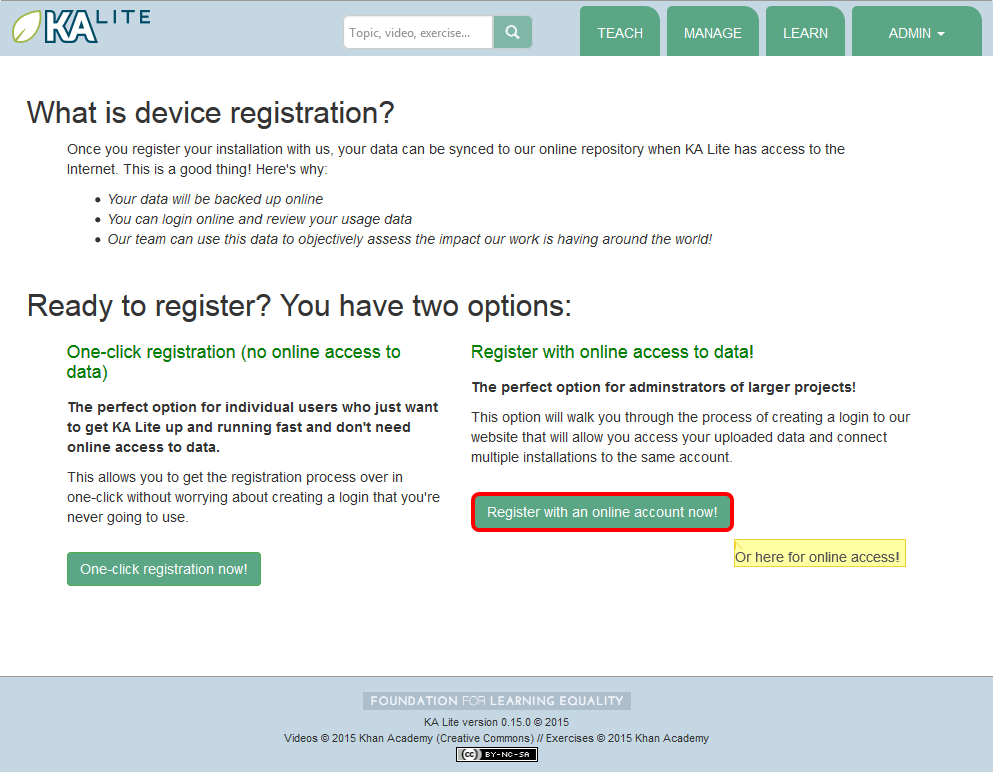 KA LITE
Topic, video, exercise...
TEACH
MANAGE
LEARN
ADMIN
What is device registration?
Once you register your installation with us, your data can be synced to our online repository when KA Lite has access to the
Internet. This is a good thing! Here's why:
Your data will be backed up online
You can login online and review your usage data
Our team can use this data to objectively assess the impact our work is having around the world!
Ready to register? You have two options:
One-click registration (no online access to
data)
The perfect option for individual users who just want
to get KA Lite up and running fast and don't need
online access to data.
This allows you to get the registration process over in
one-click without worrying about creating a login that you're
never going to use.
One-click registration now!
Register with online access to data!
The perfect option for adminstrators of larger projects!
This option will walk you through the process of creating a login to our
website that will allow you access your uploaded data and connect
multiple installations to the same account.
Register with an online account now!
Or here for online access!
FOUNDATION FOR LEARNING EQUALITY
KA Lite version 0.15.0 © 2015
Videos © 2015 Khan Academy (Creative Commons) // Exercises © 2015 Khan Academy
(cc) BY-NC-SA